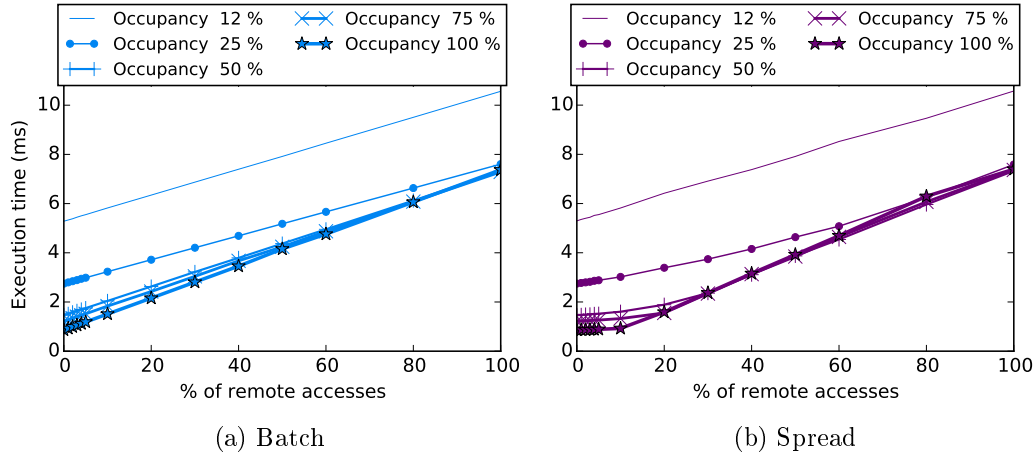 Occupancy 12 % Occupancy 75 %
Occupancy 25 % Occupancy 100 %
Occupancy 50 %
10
8
6
4
2
0
Execution time (ms)
0 20 40 60 80 100
% of remote accesses
(a) Batch
Occupancy 12 % Occupancy 75 %
Occupancy 25 % Occupancy 100 %
Occupancy 50 %
10
8
6
4
2
0
0 20 40 60 80 100
% of remote accesses
(b) Spread